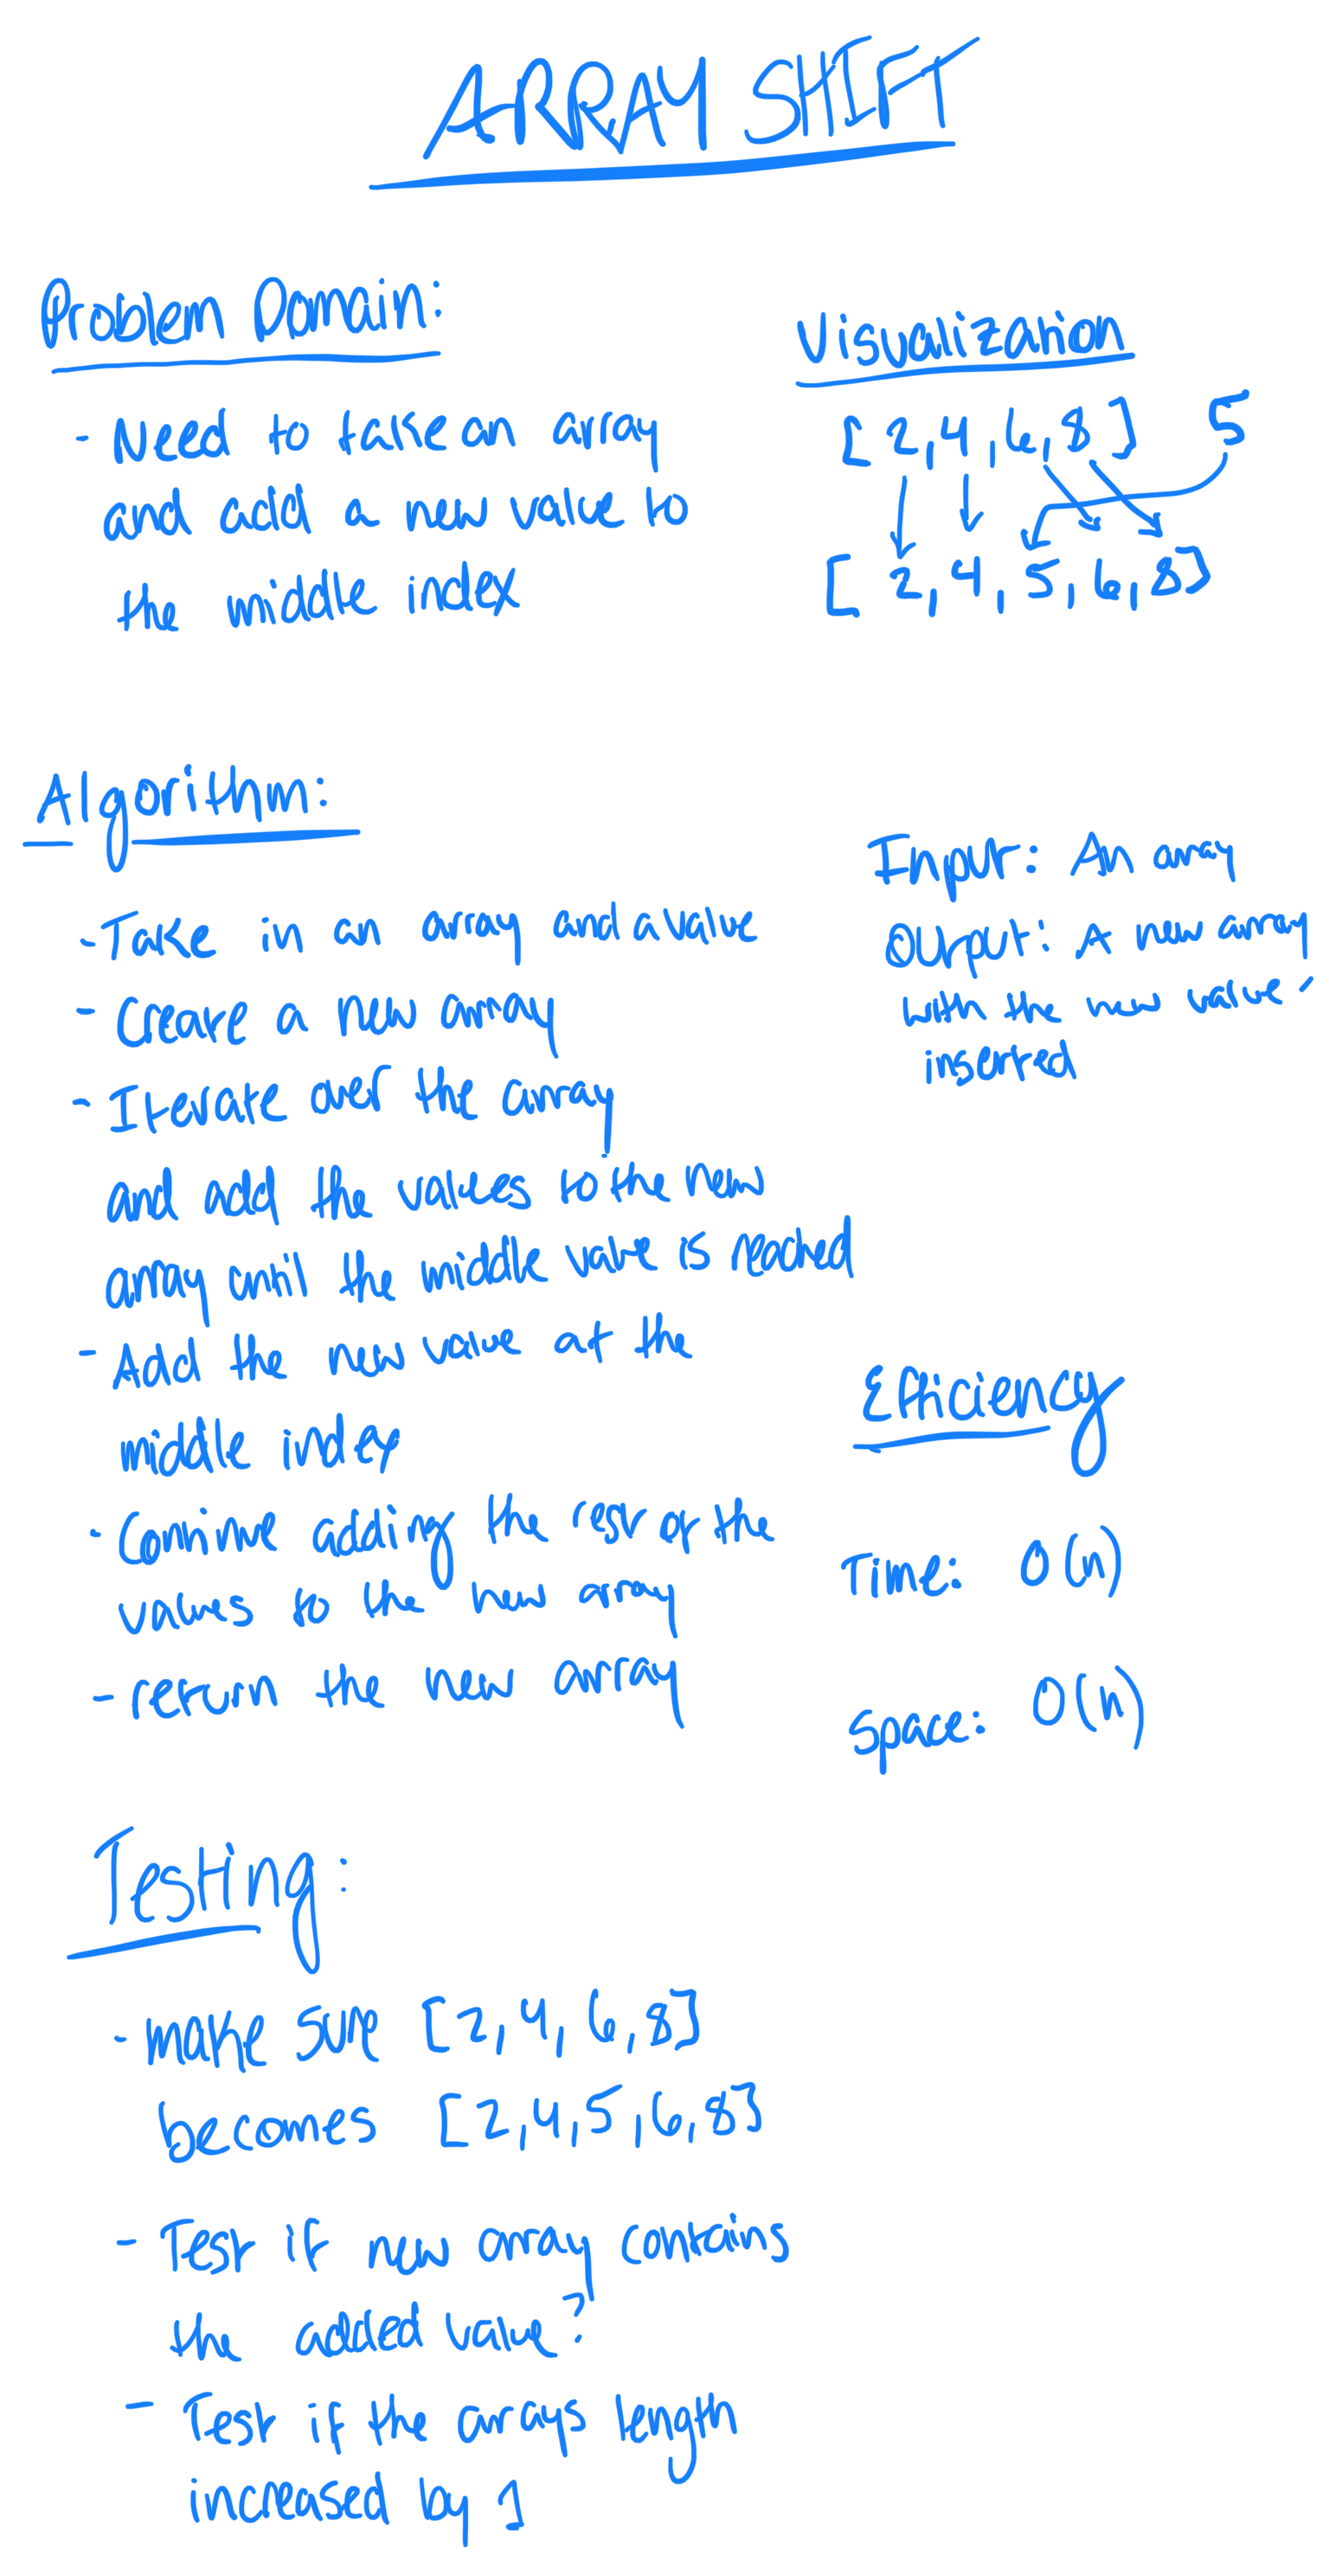 ARRAY SHIFT
Problem Domain:
- Need to take an array
and add a new value to
the middle index
Visualization
[2,4,6,8] 5
[2,4,5,6,8]
Algorithm:
- Take in an array and a value
- Create a new array
- Iterate over the array
and add the values to the new
array until the middle value is reached
- Add the new value at the
middle index
- Continue adding the rest of the
values to the new array
- return the new array
Input: An array
Output: A new array
with the new value
inserted
Efficiency
Time: O(n)
Space: O(n)
Testing:
- make sure [2,4,6,8]
becomes [2,4,5,6,8]
- Test if new array contains
the added value?
- Test if the arrays length
increased by 1